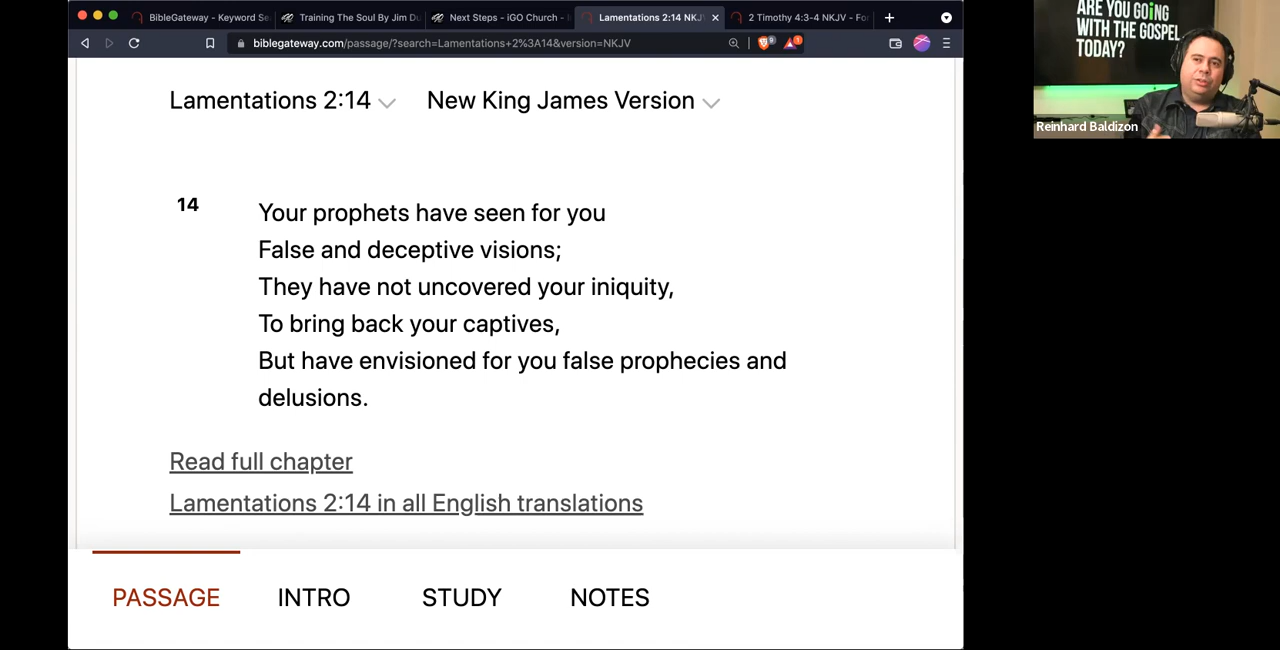 BibleGateway - Keyword Se
Training The Soul By Jim Du
Next Steps - iGO Church -
Lamentations 2:14 NKJV
2 Timothy 4:3-4 NKJV - Fo
biblegateway.com/passage/?search=Lamentations+2%3A14&version=NKJV
Lamentations 2:14 New King James Version
14 Your prophets have seen for you
False and deceptive visions;
They have not uncovered your iniquity,
To bring back your captives,
But have envisioned for you false prophecies and
delusions.
Read full chapter
Lamentations 2:14 in all English translations
PASSAGE INTRO STUDY NOTES
ARE YOU GOiNG
WITH THE GOSPEL
TODAY?
Reinhard Baldizon